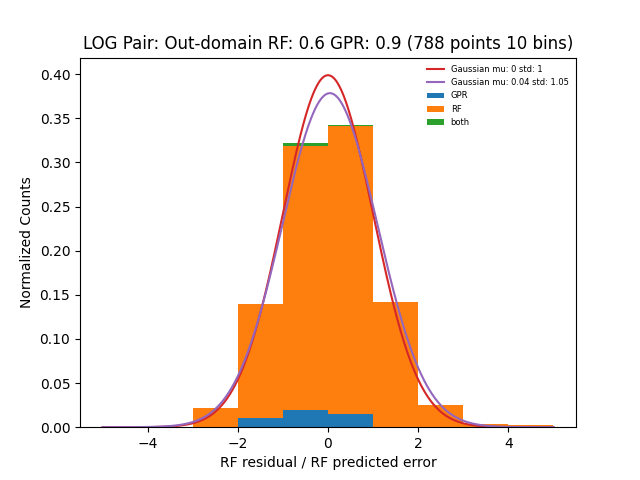 LOG Pair: Out-domain RF: 0.6 GPR: 0.9 (788 points 10 bins)
Gaussian mu: 0 std: 1
Gaussian mu: 0.04 std: 1.05
GPR
RF
both
Normalized Counts
0.40
0.35
0.30
0.25
0.20
0.15
0.10
0.05
0.00
−4 −2 0 2 4
RF residual / RF predicted error